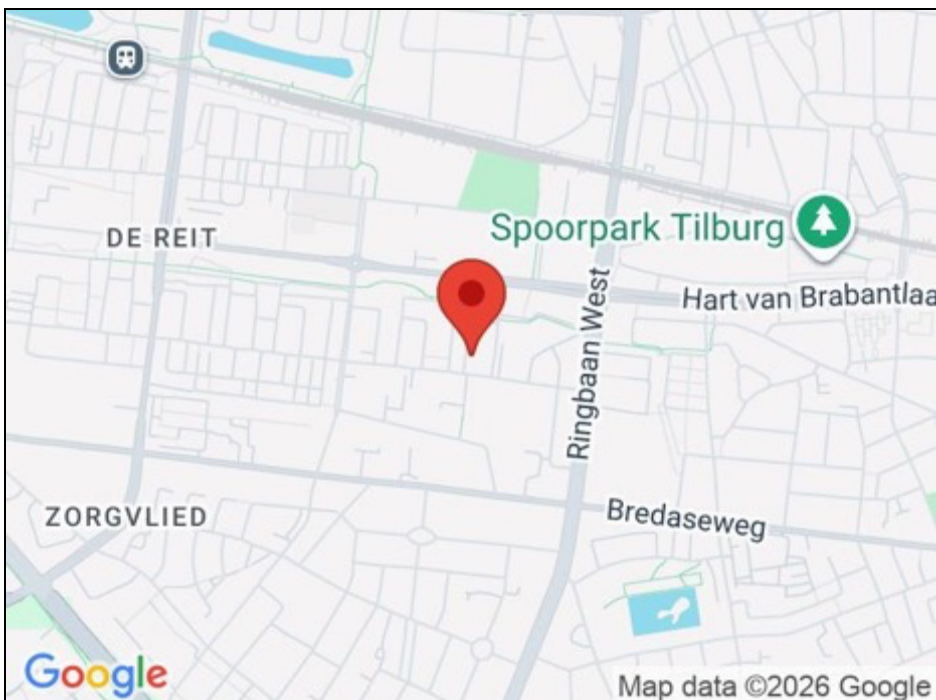 DE REIT
Spoorpark Tilburg
Hart van Brabantlaa
Ringbaan West
ZORGVLIED
Bredaseweg
Google
Map data ©2026 Google